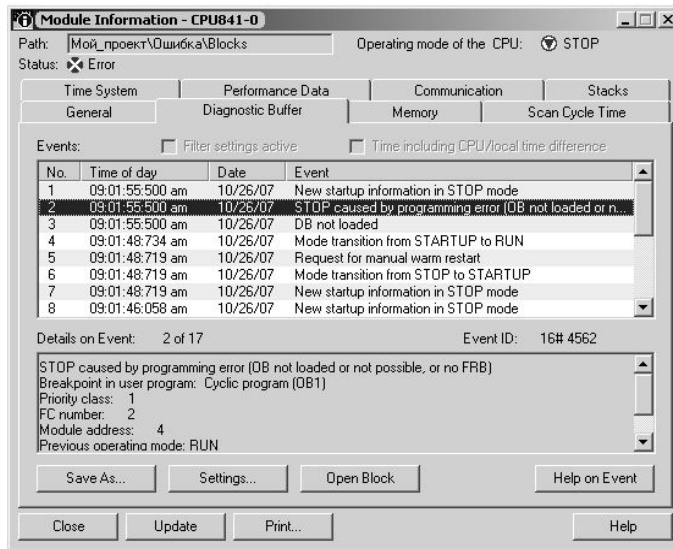 Module Information - CPU841-0
Path: Мой_проект\Ошибка\Blocks Operating mode of the CPU: STOP
Status: Error
Time System Performance Data Communication Stacks
General Diagnostic Buffer Memory Scan Cycle Time
Events: Filter settings active Time including CPU/local time difference
No. Time of day Date Event
1 09:01:55:500 am 10/26/07 New startup information in STOP mode
2 09:01:55:500 am 10/26/07 STOP caused by programming error (OB not loaded or n...
3 09:01:55:500 am 10/26/07 DB not loaded
4 09:01:48:734 am 10/26/07 Mode transition from STARTUP to RUN
5 09:01:48:719 am 10/26/07 Request for manual warm restart
6 09:01:48:719 am 10/26/07 Mode transition from STOP to STARTUP
7 09:01:48:719 am 10/26/07 New startup information in STOP mode
8 09:01:46:058 am 10/26/07 New startup information in STOP mode
Details on Event: 2 of 17 Event ID: 16# 4562
STOP caused by programming error (OB not loaded or not possible, or no FRB)
Breakpoint in user program: Cyclic program (OB1)
Priority class: 1
FC number: 2
Module address: 4
Previous operating mode: RUN
Save As... Settings... Open Block Help on Event
Close Update Print... Help